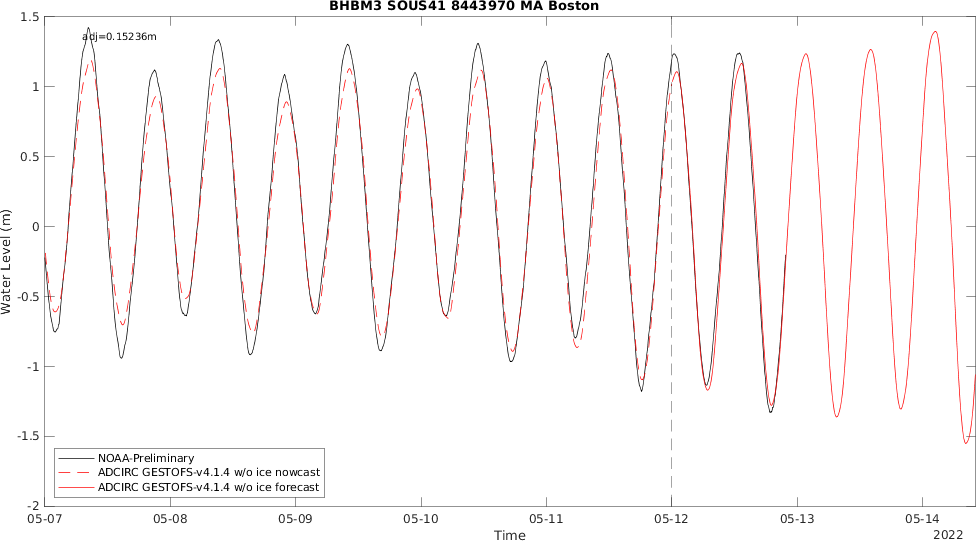 BHBM3 SOUS41 8443970 MA Boston
adj=0.15236m
1.5
1
0.5
0
-0.5
-1
-1.5
-2
Water Level (m)
NOAA-Preliminary
ADCIRC GESTOFS-v4.1.4 w/o ice nowcast
ADCIRC GESTOFS-v4.1.4 w/o ice forecast
05-07 05-08 05-09 05-10 05-11 05-12 05-13 05-14
Time
2022